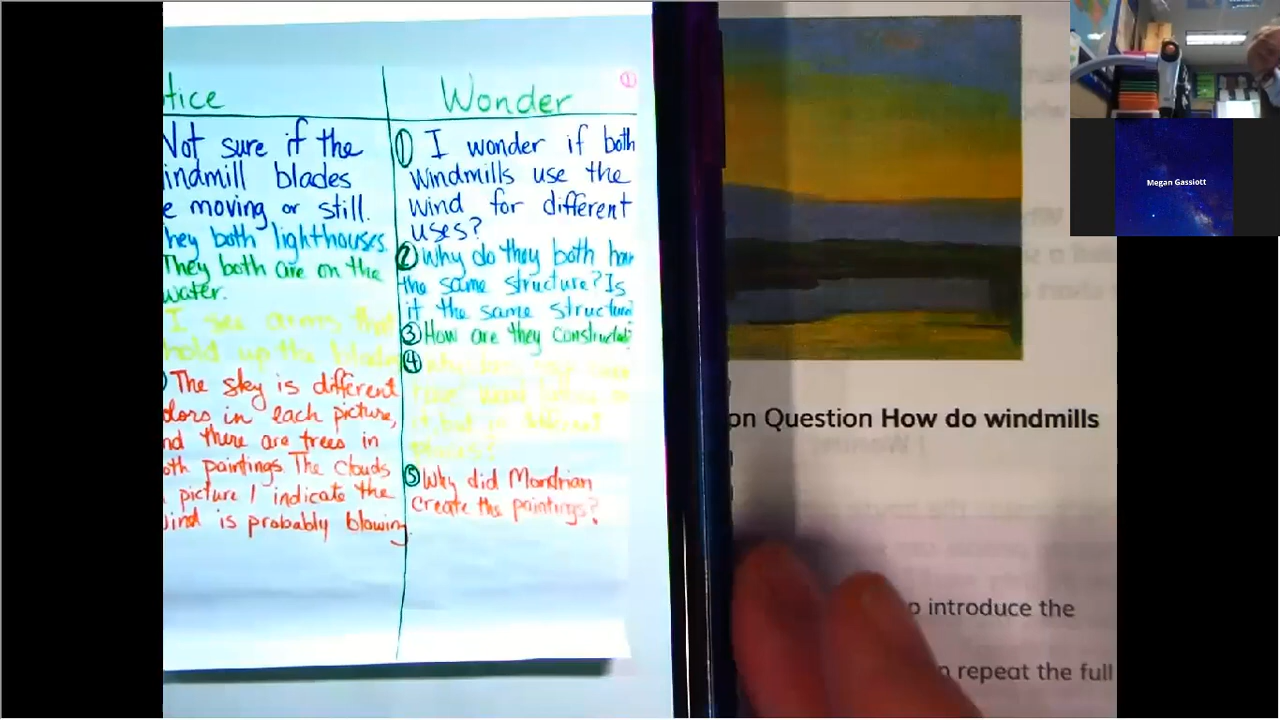 tice
Wonder
Not sure if the
indmill blades
e moving or still.
hey both lighthouses.
They both are on the
water.
I see arms that
hold up the blades
The sky is different
lors in each picture,
nd there are trees in
oth paintings. The clouds
picture 1 indicate the
ind is probably blowing.
1
① I wonder if both
windmills use the
wind for different
uses?
② Why do they both hav
the same structure? Is
it the same structure?
③ How are they constructed?
④
⑤ Why did Mondrian
create the paintings?
on Question How do windmills
o introduce the
n repeat the full
Megan Gassiott